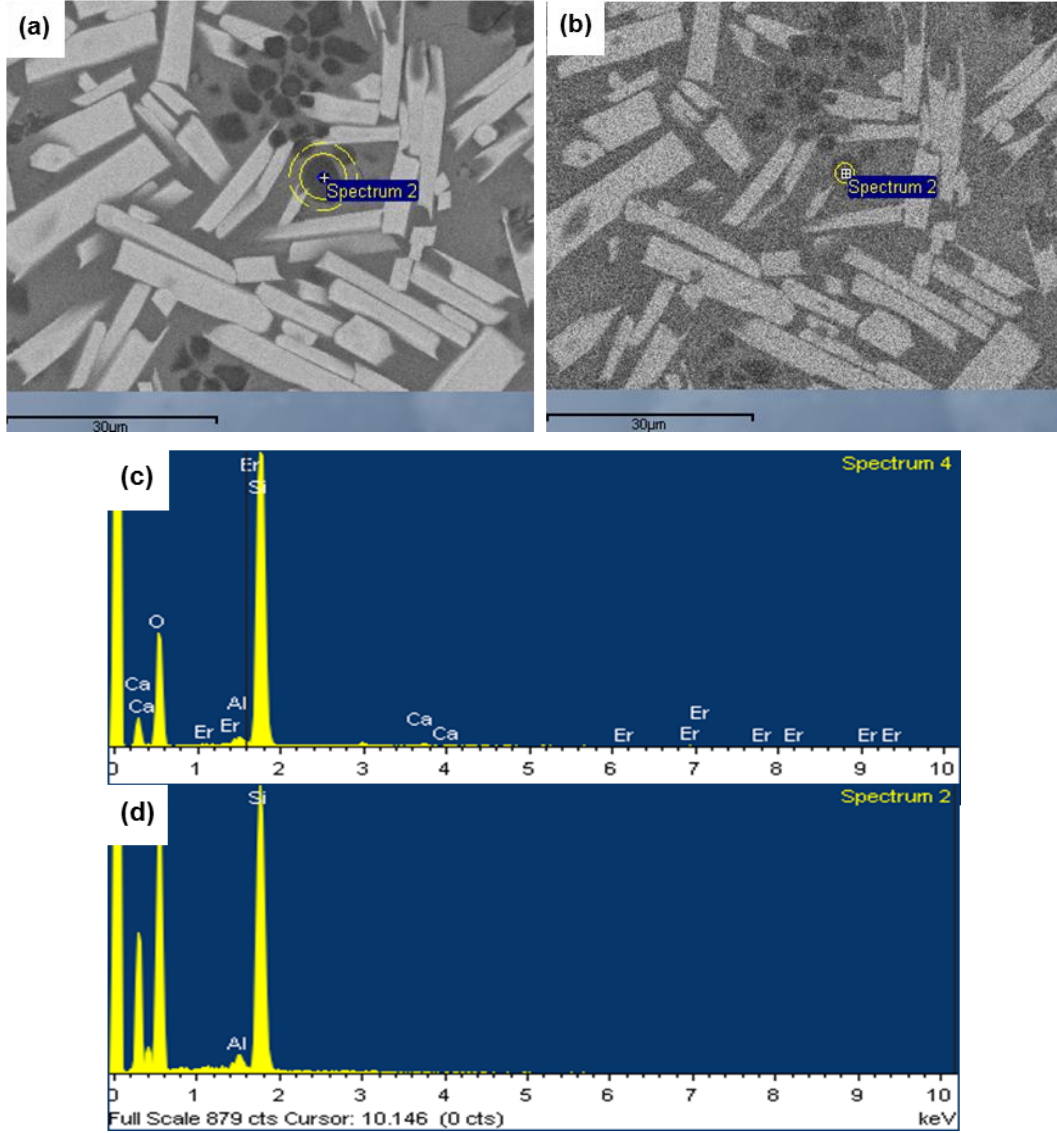 (a)
Spectrum 2
30µm
(b)
Spectrum 2
30µm
(c)
Spectrum 4
Er
Si
O
Ca
Ca
Er
Er
Al
Ca
Ca
Er
Er
Er
Er
Er
Er
Er
0 1 2 3 4 5 6 7 8 9 10
(d)
Spectrum 2
Si
Al
0 1 2 3 4 5 6 7 8 9 10
Full Scale 879 cts Cursor: 10.146 (0 cts)
keV